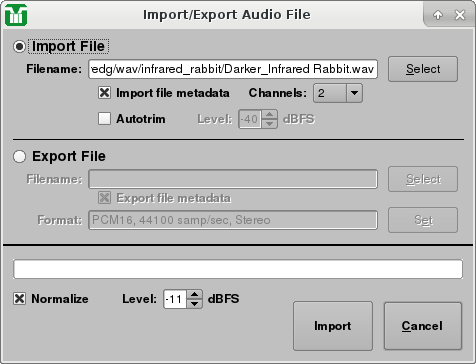 Import/Export Audio File
Import File
Filename: edg/wav/infrared_rabbit/Darker_Infrared Rabbit.wav Select
Import file metadata Channels: 2
Autotrim Level: -40 dBFS
Export File
Filename: Select
Export file metadata
Format: PCM16, 44100 samp/sec, Stereo Set
Normalize Level: -11 dBFS
Import Cancel